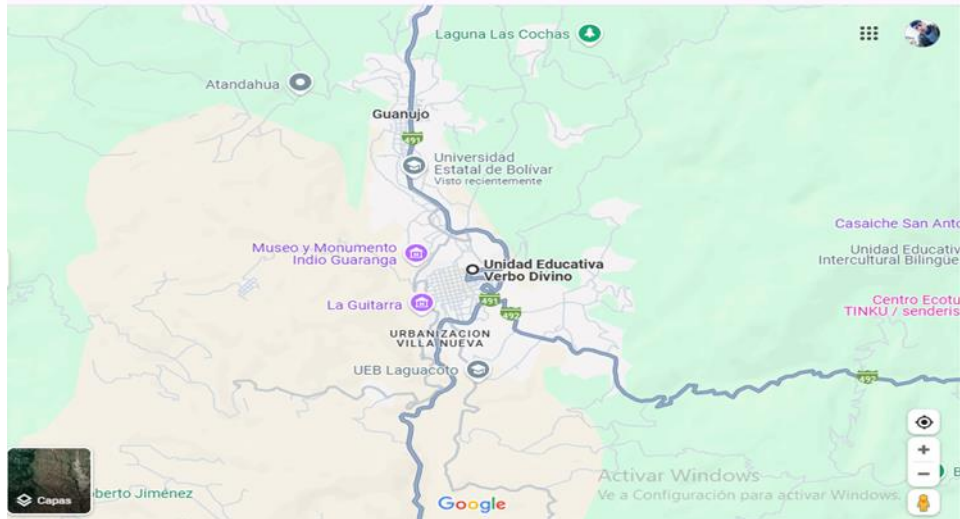 Laguna Las Cochas
Atandahua
Guanujo
491
Universidad
Estatal de Bolívar
Visto recientemente
Casaiche San Anto
Museo y Monumento
Indio Guaranga
Unidad Educativa
Verbo Divino
Unidad Educativ
Intercultural Bilingüe
La Guitarra
491
492
Centro Ecotu
TINKU / senderis
URBANIZACION
VILLA NUEVA
UEB Laguacoto
492
Activar Windows
Ve a Configuración para activar Windows.
Capas
oberto Jiménez
Google
B